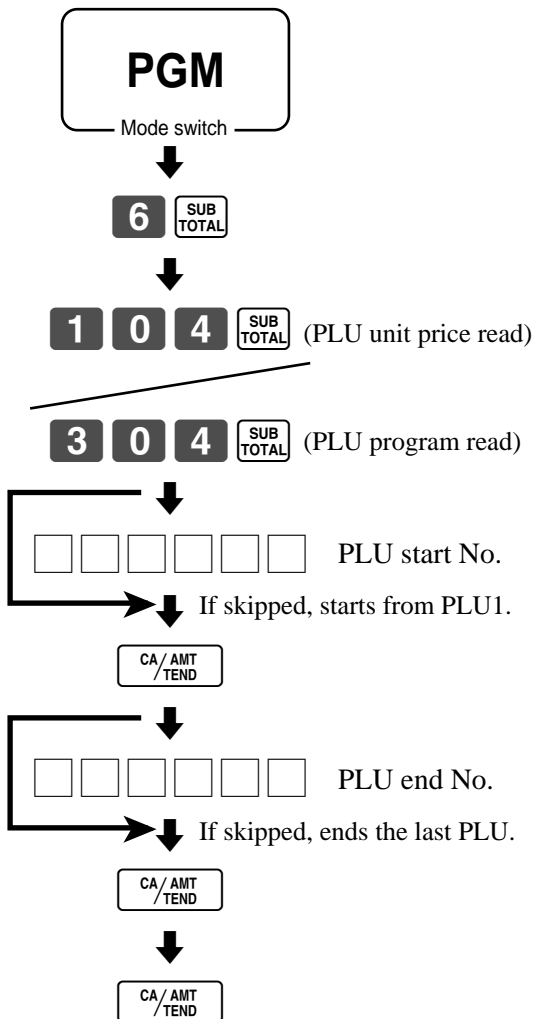 PGM
Mode switch
6 SUB TOTAL
1 0 4 SUB TOTAL (PLU unit price read)
3 0 4 SUB TOTAL (PLU program read)
PLU start No.
If skipped, starts from PLU1.
CA/AMT TEND
PLU end No.
If skipped, ends the last PLU.
CA/AMT TEND
CA/AMT TEND